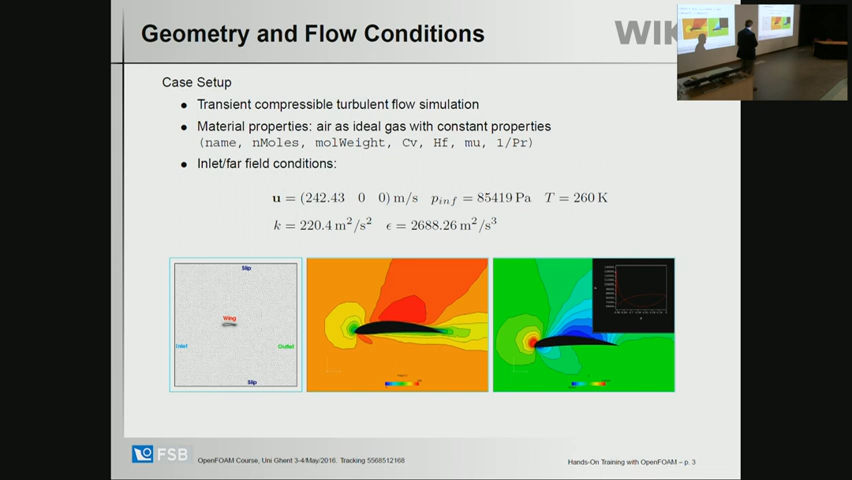 Geometry and Flow Conditions
WIK
Case Setup
● Transient compressible turbulent flow simulation
● Material properties: air as ideal gas with constant properties
(name, nMoles, molWeight, Cv, Hf, mu, 1/Pr)
● Inlet/far field conditions:
u = (242.43 0 0) m/s p_inf = 85419 Pa T = 260 K
k = 220.4 m²/s² ϵ = 2688.26 m²/s³
Slip
Wing
Inlet
Outlet
Slip
FSB
OpenFOAM Course, Uni Ghent 3-4/May/2016. Tracking 5568512168
Hands-On Training with OpenFOAM – p. 3